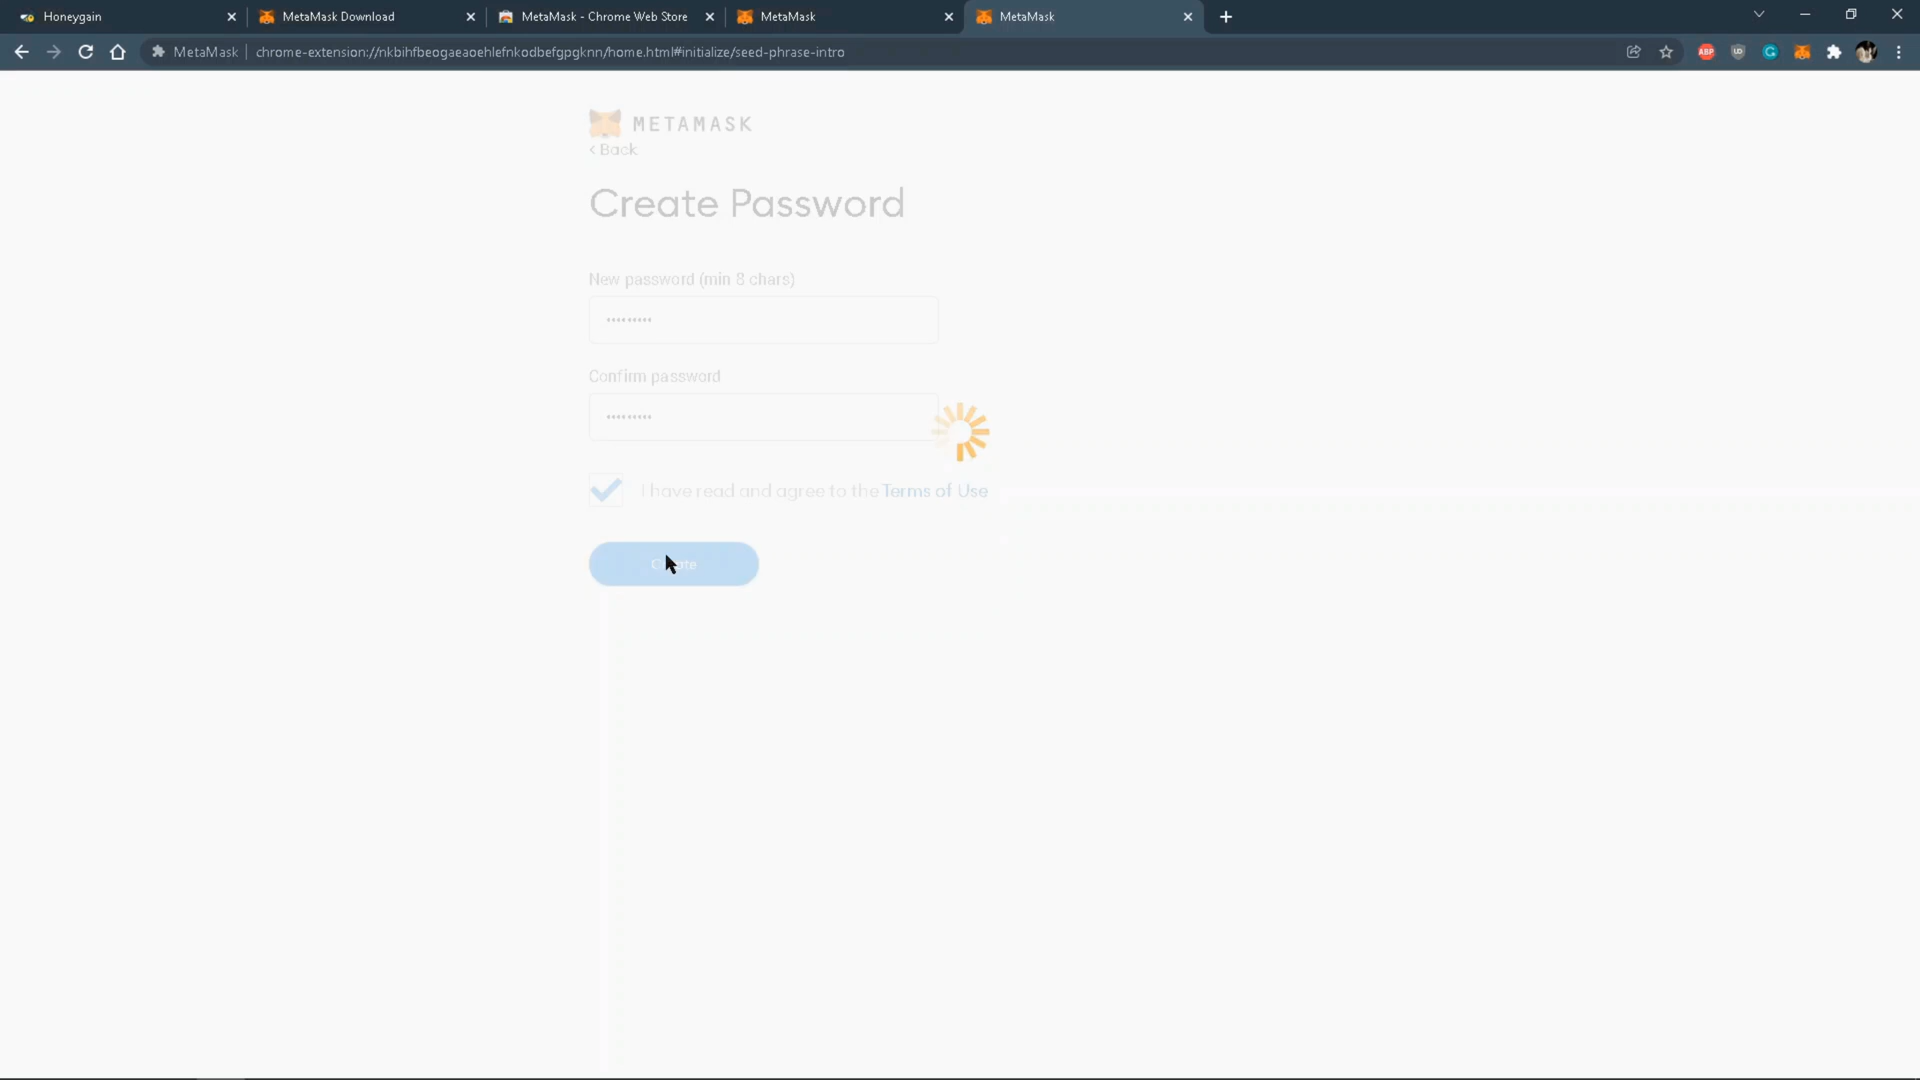 Honeygain
MetaMask Download
MetaMask - Chrome Web Store
MetaMask
MetaMask
MetaMask
chrome-extension://nkbihfbeogaeaoehlefnkodbefgpgknn/home.html#initialize/seed-phrase-intro
ABP
METAMASK
< Back
Create Password
New password (min 8 chars)
•••••••••
Confirm password
•••••••••
I have read and agree to the Terms of Use